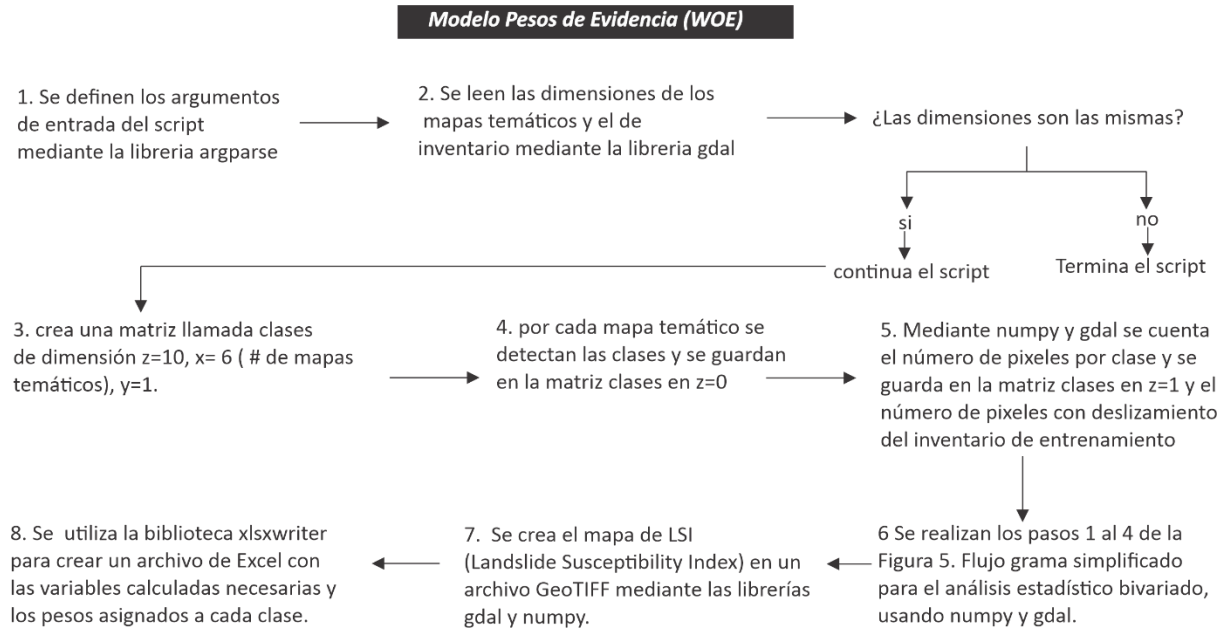 Modelo Pesos de Evidencia (WOE)
1. Se definen los argumentos
de entrada del script
mediante la libreria argparse
2. Se leen las dimensiones de los
mapas temáticos y el de
inventario mediante la libreria gdal
¿Las dimensiones son las mismas?
si
no
continua el script
Termina el script
3. crea una matriz llamada clases
de dimensión z=10, x= 6 ( # de mapas
temáticos), y=1.
4. por cada mapa temático se
detectan las clases y se guardan
en la matriz clases en z=0
5. Mediante numpy y gdal se cuenta
el número de pixeles por clase y se
guarda en la matriz clases en z=1 y el
número de pixeles con deslizamiento
del inventario de entrenamiento
6 Se realizan los pasos 1 al 4 de la
Figura 5. Flujo grama simplificado
para el análisis estadístico bivariado,
usando numpy y gdal.
7. Se crea el mapa de LSI
(Landslide Susceptibility Index) en un
archivo GeoTIFF mediante las librerías
gdal y numpy.
8. Se utiliza la biblioteca xlsxwriter
para crear un archivo de Excel con
las variables calculadas necesarias y
los pesos asignados a cada clase.